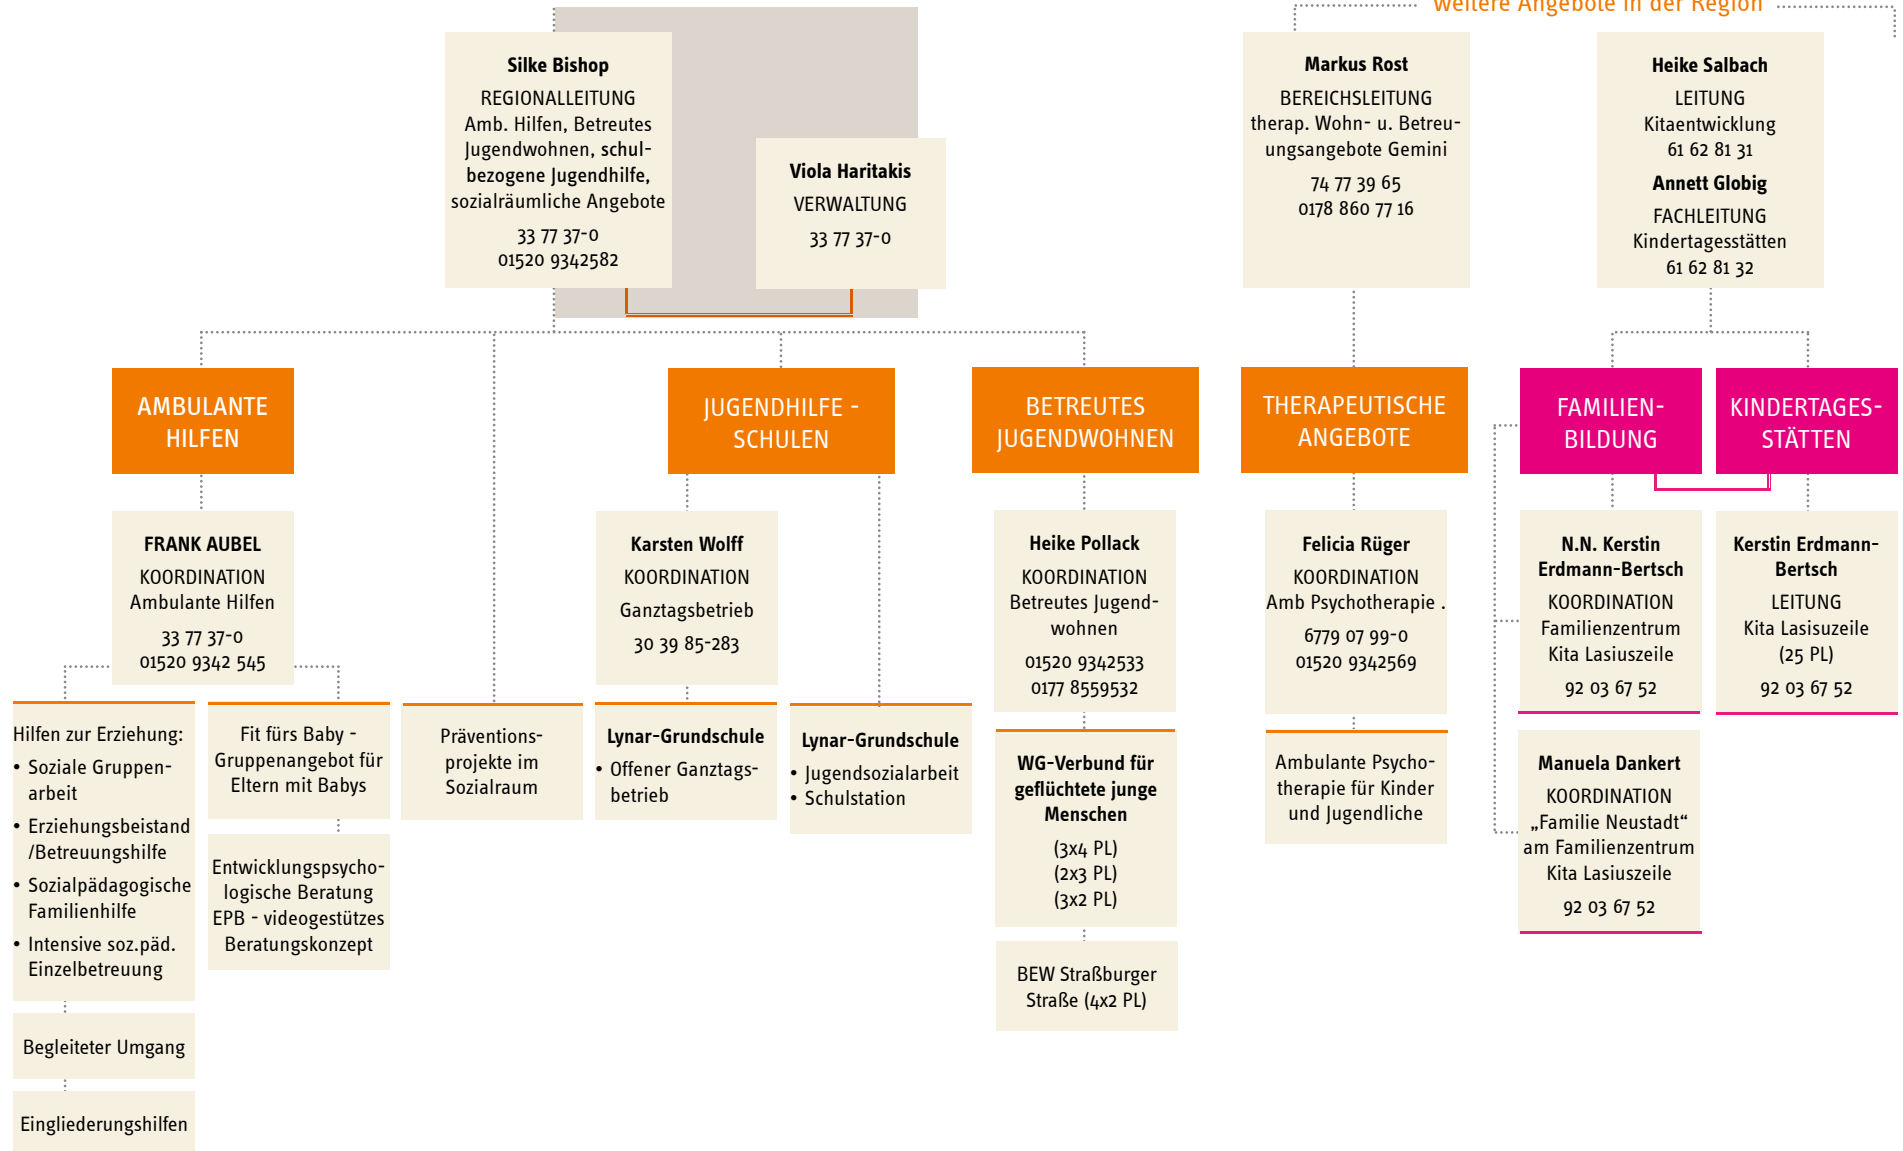 weitere Angebote in der Region
Silke Bishop
REGIONALLEITUNG
Amb. Hilfen, Betreutes
Jugendwohnen, schul-
bezogene Jugendhilfe,
sozialräumliche Angebote
33 77 37-0
01520 9342582
Viola Haritakis
VERWALTUNG
33 77 37-0
Markus Rost
BEREICHSLEITUNG
therap. Wohn- u. Betreu-
ungsangebote Gemini
74 77 39 65
0178 860 77 16
Heike Salbach
LEITUNG
Kitaentwicklung
61 62 81 31
Annett Globig
FACHLEITUNG
Kindertagesstätten
61 62 81 32
AMBULANTE
HILFEN
JUGENDHILFE -
SCHULEN
BETREUTES
JUGENDWOHNEN
THERAPEUTISCHE
ANGEBOTE
FAMILIEN-
BILDUNG
KINDERTAGES-
STÄTTEN
FRANK AUBEL
KOORDINATION
Ambulante Hilfen
33 77 37-0
01520 9342 545
Karsten Wolff
KOORDINATION
Ganztagsbetrieb
30 39 85-283
Heike Pollack
KOORDINATION
Betreutes Jugend-
wohnen
01520 9342533
0177 8559532
Felicia Rüger
KOORDINATION
Amb Psychotherapie .
6779 07 99-0
01520 9342569
N.N. Kerstin
Erdmann-Bertsch
KOORDINATION
Familienzentrum
Kita Lasiuszeile
92 03 67 52
Kerstin Erdmann-
Bertsch
LEITUNG
Kita Lasisuzeile
(25 PL)
92 03 67 52
Hilfen zur Erziehung:
• Soziale Gruppen-
arbeit
• Erziehungsbeistand
/Betreuungshilfe
• Sozialpädagogische
Familienhilfe
• Intensive soz.päd.
Einzelbetreuung
Begleiteter Umgang
Eingliederungshilfen
Fit fürs Baby -
Gruppenangebot für
Eltern mit Babys
Entwicklungspsycho-
logische Beratung
EPB - videogestützes
Beratungskonzept
Präventions-
projekte im
Sozialraum
Lynar-Grundschule
• Offener Ganztags-
betrieb
Lynar-Grundschule
• Jugendsozialarbeit
• Schulstation
WG-Verbund für
geflüchtete junge
Menschen
(3x4 PL)
(2x3 PL)
(3x2 PL)
BEW Straßburger
Straße (4x2 PL)
Ambulante Psycho-
therapie für Kinder
und Jugendliche
Manuela Dankert
KOORDINATION
„Familie Neustadt“
am Familienzentrum
Kita Lasiuszeile
92 03 67 52